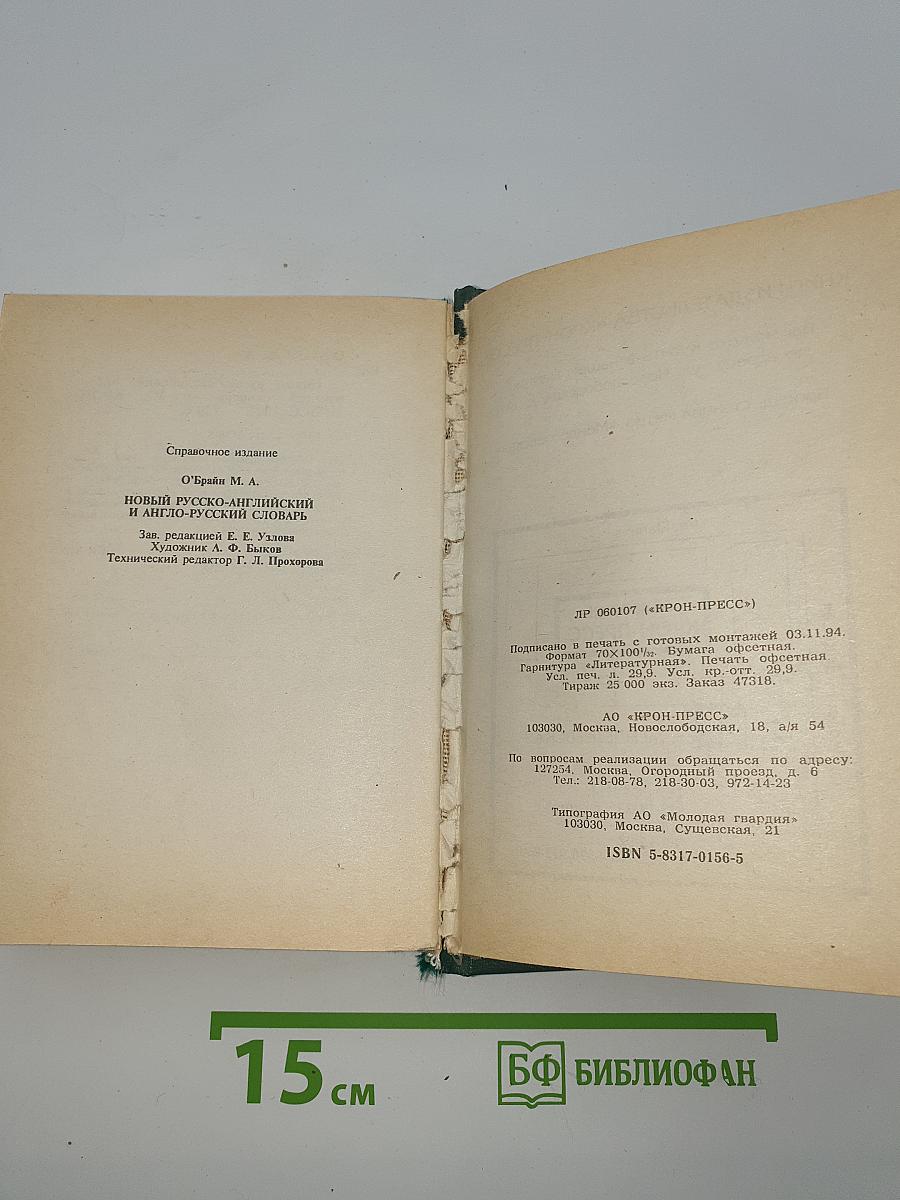 Справочное издание
О'Брайн М. А.
НОВЫЙ РУССКО-АНГЛИЙСКИЙ
И АНГЛО-РУССКИЙ СЛОВАРЬ
Зав. редакцией Е. Е. Узлова
Художник А. Ф. Быков
Технический редактор Г. Л. Прохорова
ЛР 060107 («КРОН-ПРЕСС»)
Подписано в печать с готовых монтажей 03.11.94.
Формат 70×100¹/₃₂. Бумага офсетная.
Гарнитура «Литературная». Печать офсетная.
Усл. печ. л. 29,9. Усл. кр.-отт. 29,9.
Тираж 25 000 экз. Заказ 47318.
АО «КРОН-ПРЕСС»
103030, Москва, Новослободская, 18, а/я 54
По вопросам реализации обращаться по адресу:
127254, Москва, Огородный проезд, д. 6
Тел.: 218-08-78, 218-30-03, 972-14-23
Типография АО «Молодая гвардия»
103030, Москва, Сущевская, 21
ISBN 5-8317-0156-5
15 см
БФ БИБЛИОФАН